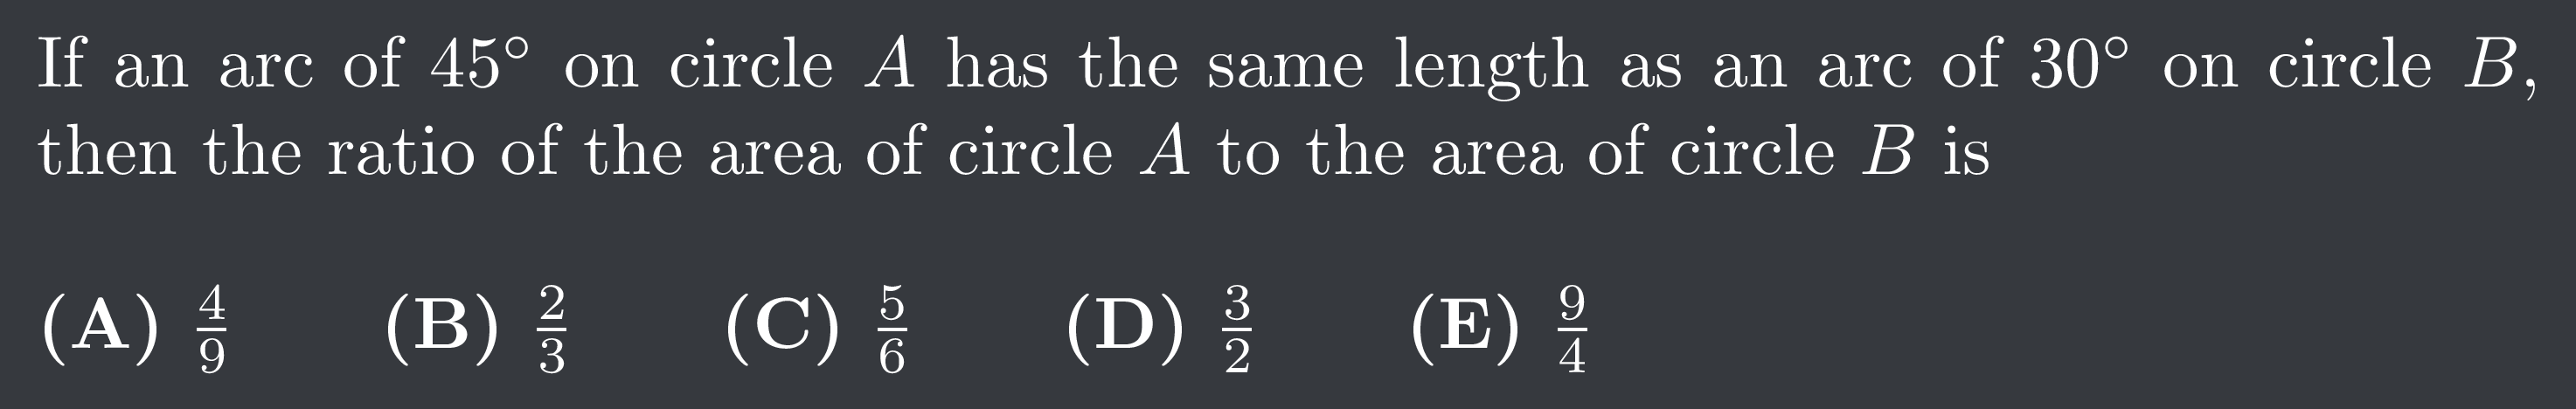 If an arc of 45° on circle A has the same length as an arc of 30° on circle B,
then the ratio of the area of circle A to the area of circle B is
(A) 4/9 (B) 2/3 (C) 5/6 (D) 3/2 (E) 9/4